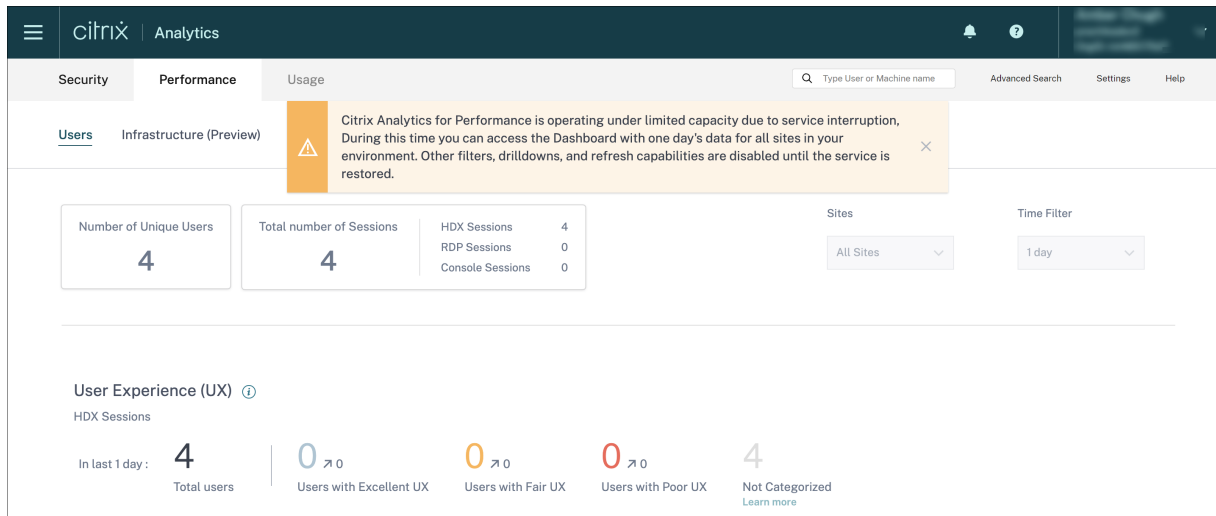 citrix | Analytics
Security Performance Usage Type User or Machine name Advanced Search Settings Help
Users Infrastructure (Preview)
Citrix Analytics for Performance is operating under limited capacity due to service interruption,
During this time you can access the Dashboard with one day's data for all sites in your
environment. Other filters, drilldowns, and refresh capabilities are disabled until the service is
restored.
Number of Unique Users
4
Total number of Sessions
4
HDX Sessions 4
RDP Sessions 0
Console Sessions 0
Sites
All Sites
Time Filter
1 day
User Experience (UX) i
HDX Sessions
In last 1 day :
4
Total users
0 0
Users with Excellent UX
0 0
Users with Fair UX
0 0
Users with Poor UX
4
Not Categorized
Learn more